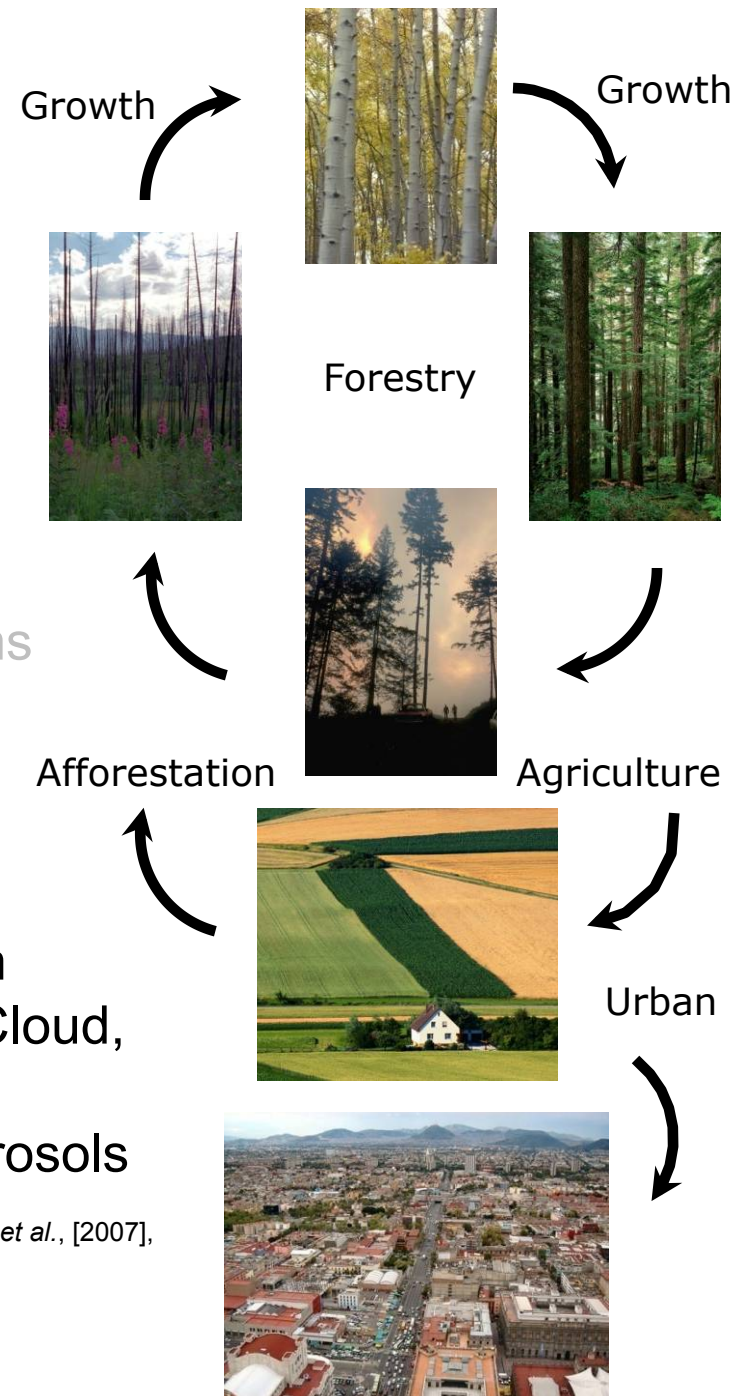 Growth
Growth
Forestry
Afforestation
Agriculture
Cloud,
Urban
rosols
et al., [2007],